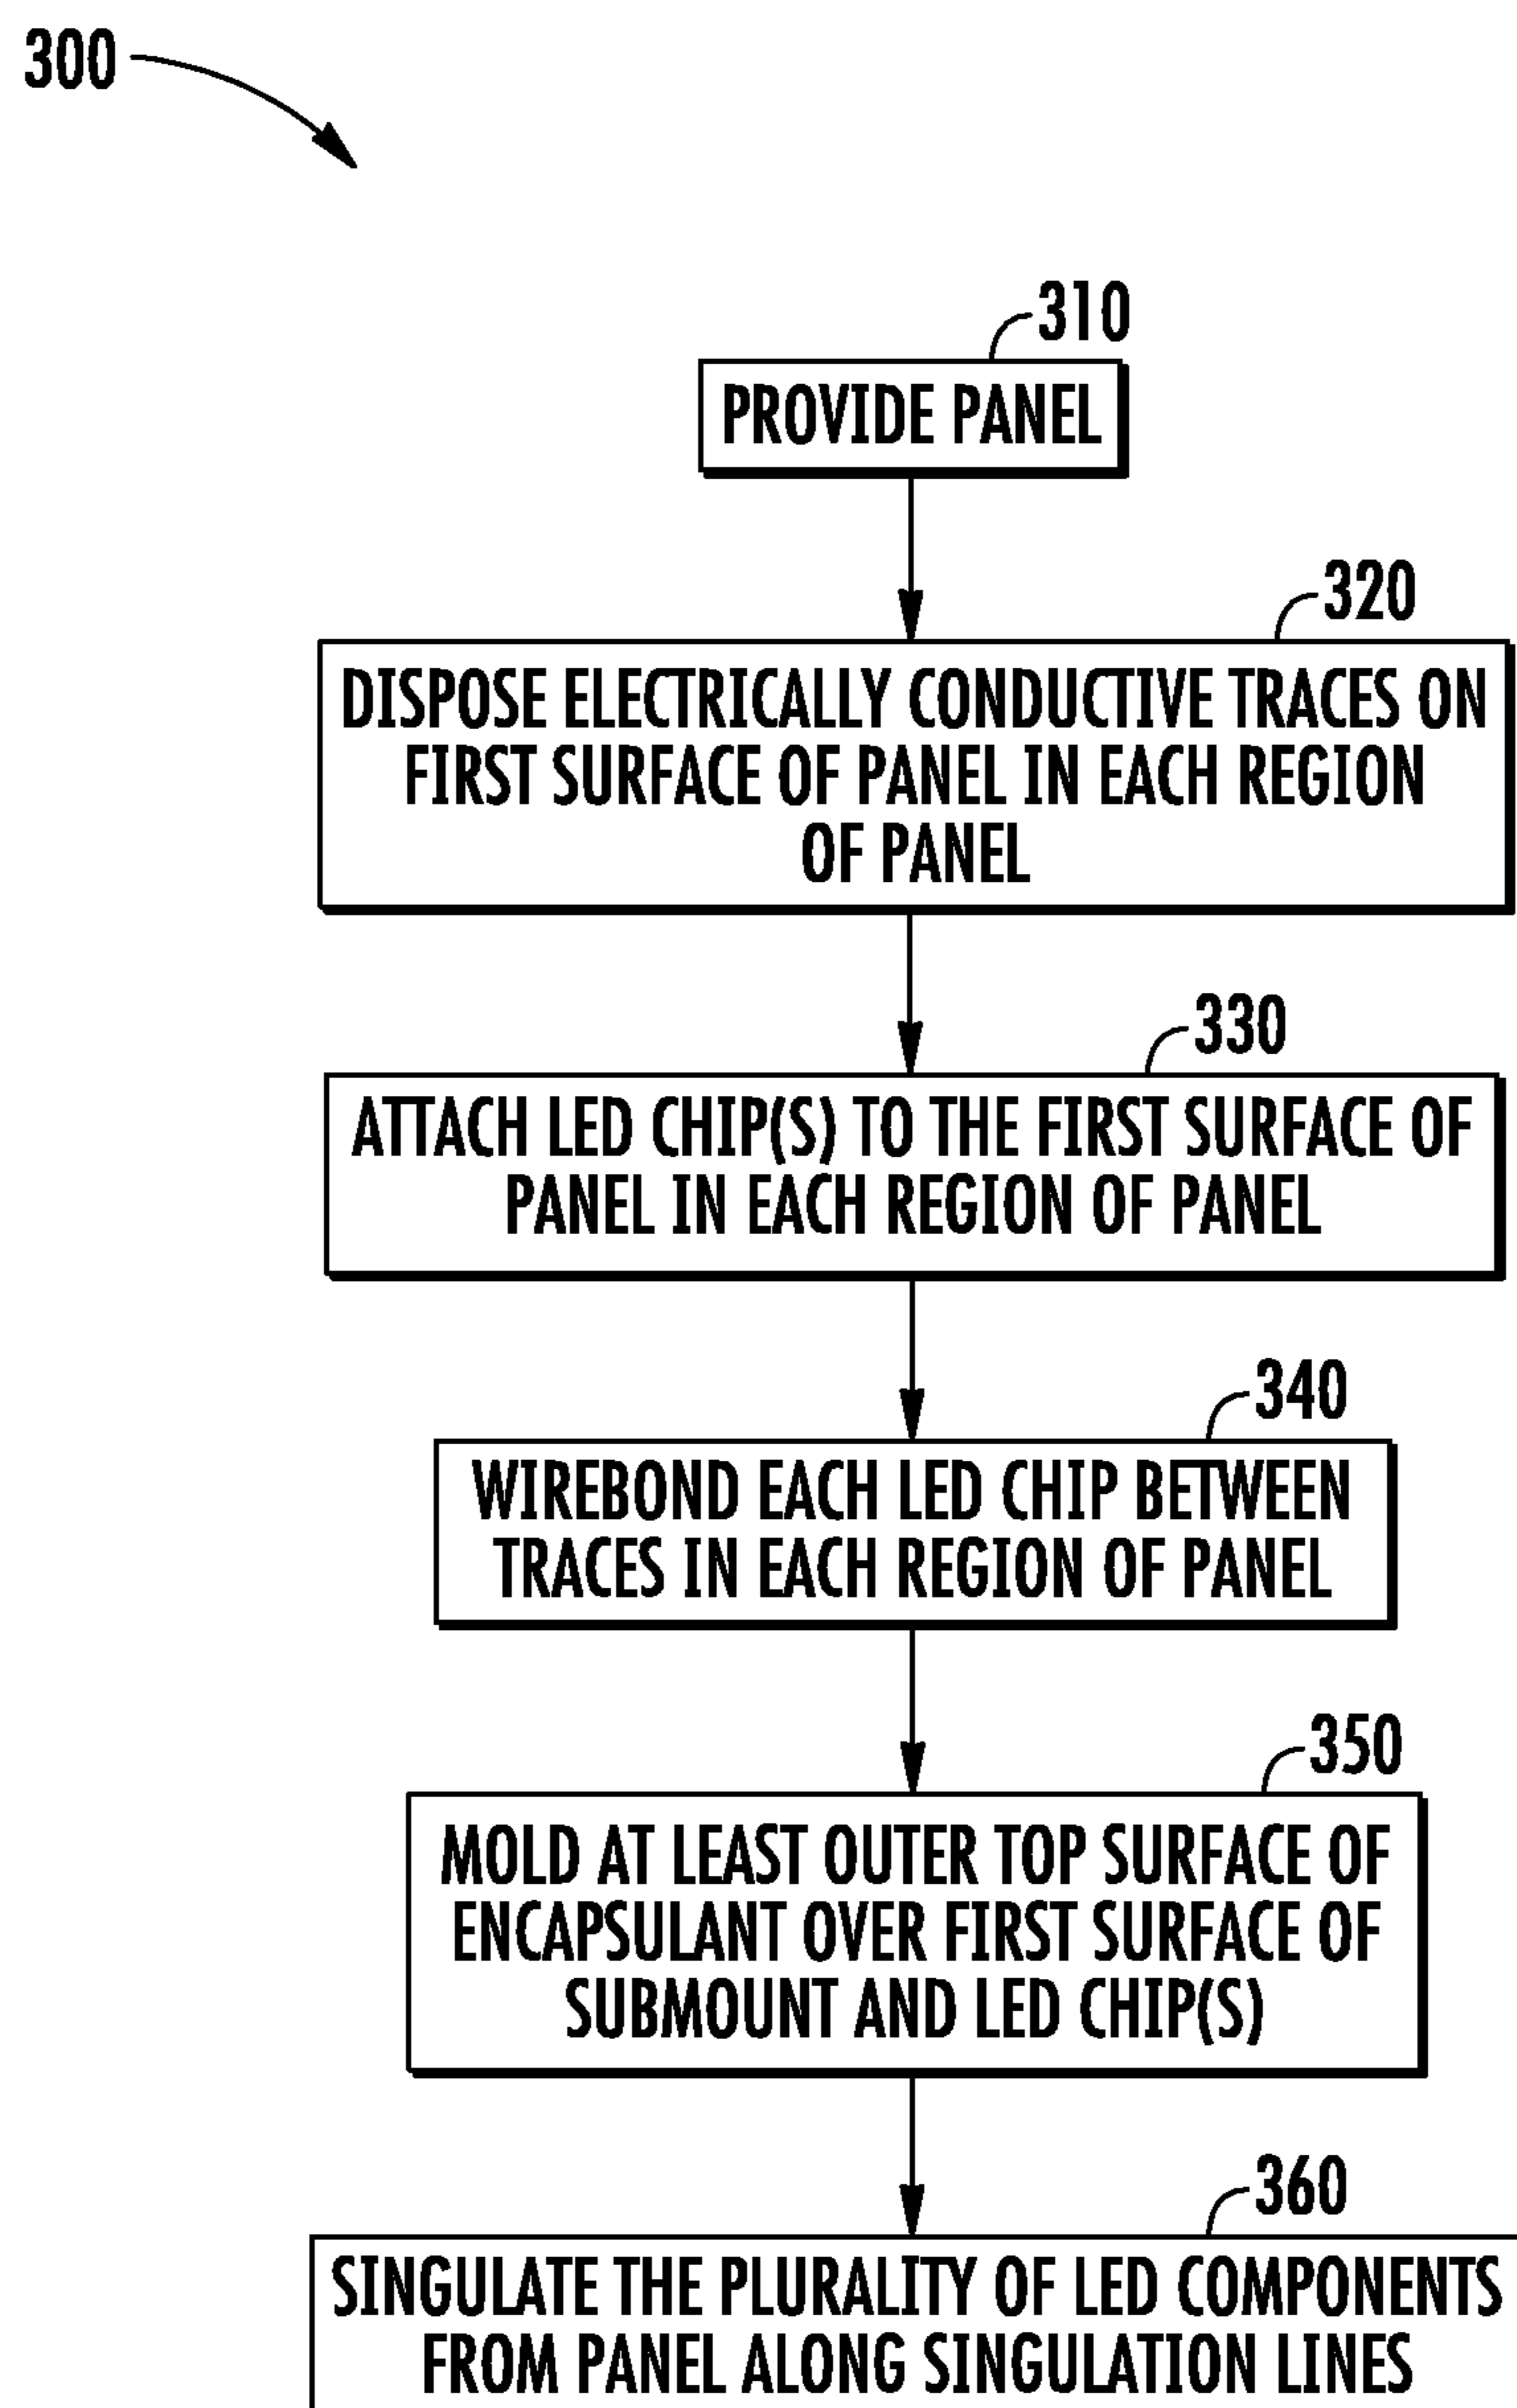 300
310
PROVIDE PANEL
320
DISPOSE ELECTRICALLY CONDUCTIVE TRACES ON
FIRST SURFACE OF PANEL IN EACH REGION
OF PANEL
330
ATTACH LED CHIP(S) TO THE FIRST SURFACE OF
PANEL IN EACH REGION OF PANEL
340
WIREBOND EACH LED CHIP BETWEEN
TRACES IN EACH REGION OF PANEL
350
MOLD AT LEAST OUTER TOP SURFACE OF
ENCAPSULANT OVER FIRST SURFACE OF
SUBMOUNT AND LED CHIP(S)
360
SINGULATE THE PLURALITY OF LED COMPONENTS
FROM PANEL ALONG SINGULATION LINES